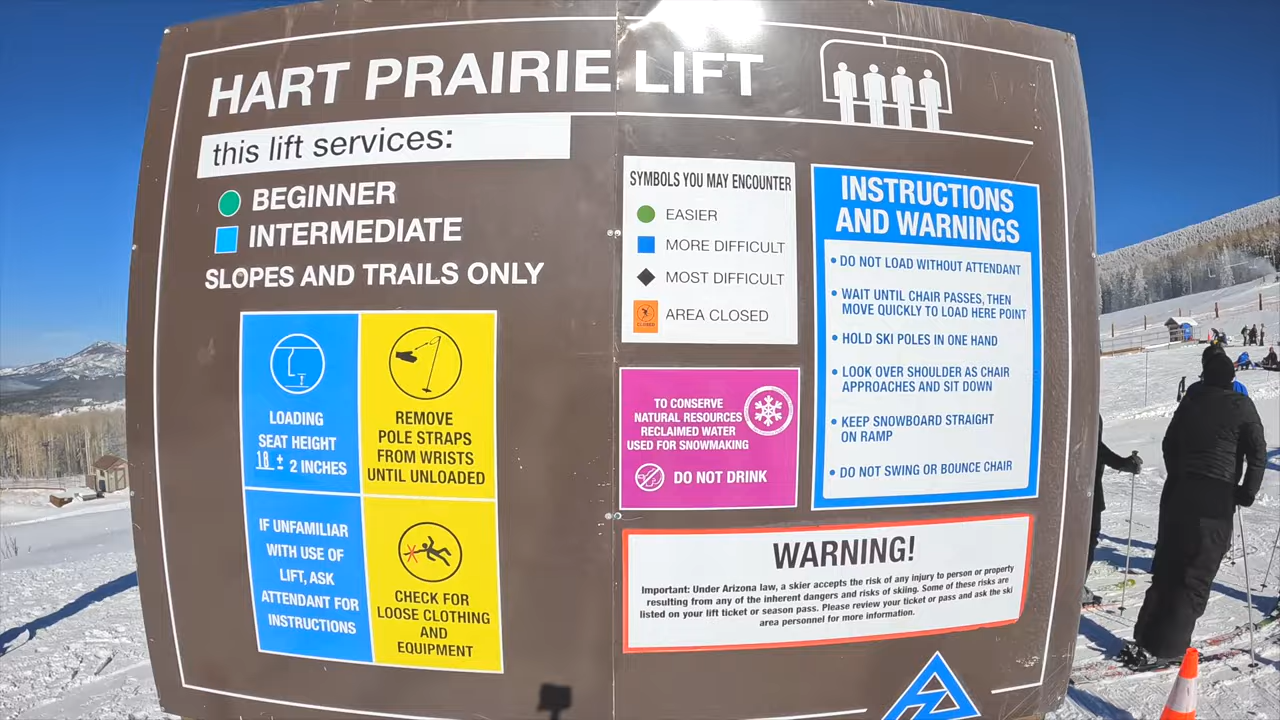 HART PRAIRIE LIFT
this lift services:
BEGINNER
INTERMEDIATE
SLOPES AND TRAILS ONLY
LOADING
SEAT HEIGHT
18 ± 2 INCHES
REMOVE
POLE STRAPS
FROM WRISTS
UNTIL UNLOADED
IF UNFAMILIAR
WITH USE OF
LIFT, ASK
ATTENDANT FOR
INSTRUCTIONS
CHECK FOR
LOOSE CLOTHING
AND
EQUIPMENT
SYMBOLS YOU MAY ENCOUNTER
EASIER
MORE DIFFICULT
MOST DIFFICULT
CLOSED
AREA CLOSED
TO CONSERVE
NATURAL RESOURCES
RECLAIMED WATER
USED FOR SNOWMAKING
DO NOT DRINK
INSTRUCTIONS
AND WARNINGS
• DO NOT LOAD WITHOUT ATTENDANT
• WAIT UNTIL CHAIR PASSES, THEN
MOVE QUICKLY TO LOAD HERE POINT
• HOLD SKI POLES IN ONE HAND
• LOOK OVER SHOULDER AS CHAIR
APPROACHES AND SIT DOWN
• KEEP SNOWBOARD STRAIGHT
ON RAMP
• DO NOT SWING OR BOUNCE CHAIR
WARNING!
Important: Under Arizona law, a skier accepts the risk of any injury to person or property
resulting from any of the inherent dangers and risks of skiing. Some of these risks are
listed on your lift ticket or season pass. Please review your ticket or pass and ask the ski
area personnel for more information.